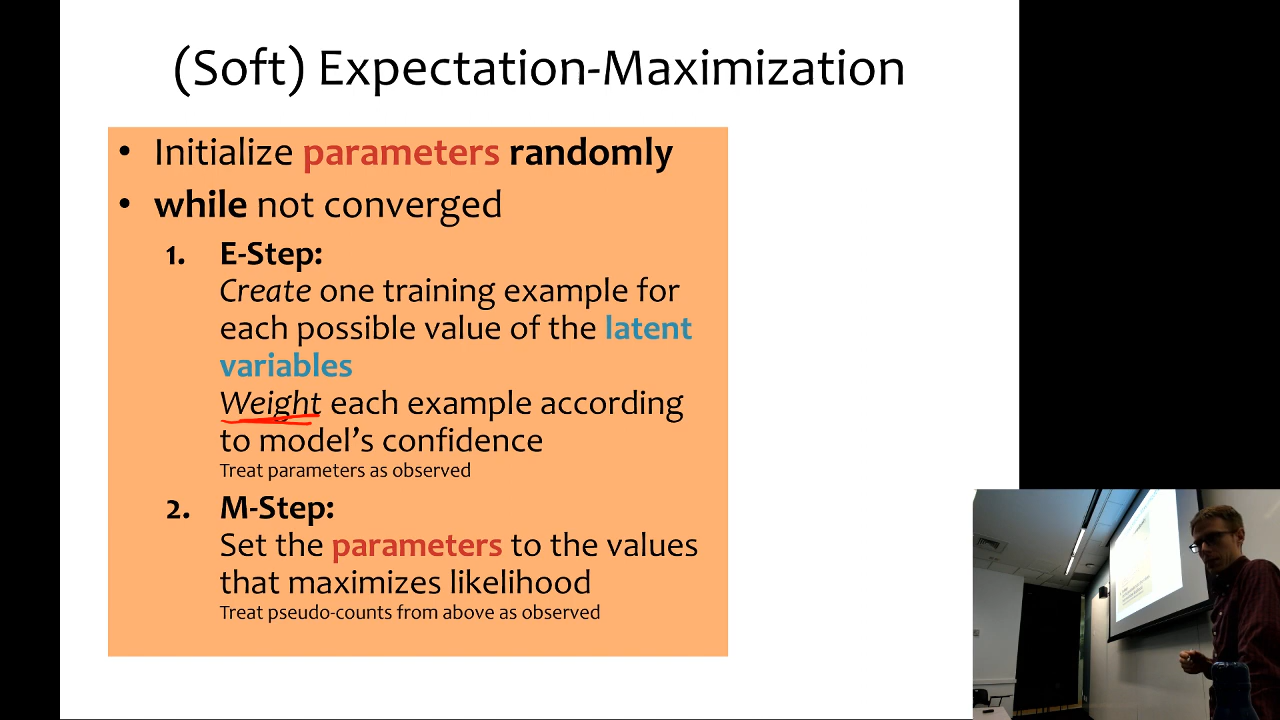 (Soft) Expectation-Maximization
• Initialize parameters randomly
• while not converged
1. E-Step:
Create one training example for
each possible value of the latent
variables
Weight each example according
to model's confidence
Treat parameters as observed
2. M-Step:
Set the parameters to the values
that maximizes likelihood
Treat pseudo-counts from above as observed